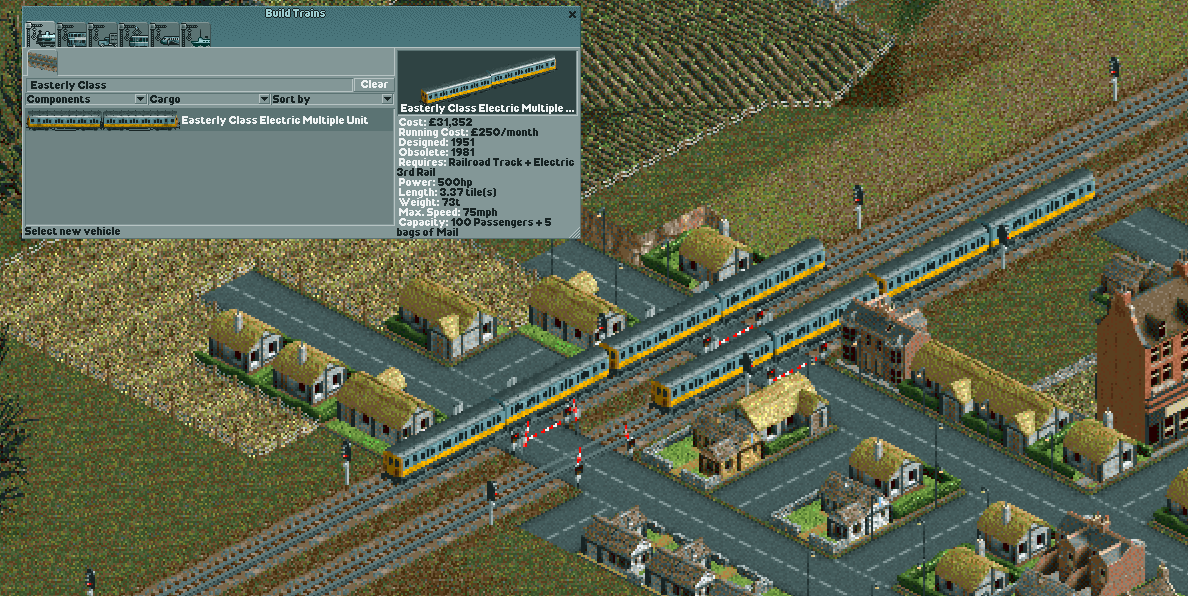 Build Trains
Easterly Class
Clear
Components
Cargo
Sort by
Easterly Class Electric Multiple Unit
Select new vehicle
Easterly Class Electric Multiple ...
Cost: £31,352
Running Cost: £250/month
Designed: 1951
Obsolete: 1981
Requires: Railroad Track + Electric
3rd Rail
Power: 500hp
Length: 3.37 tile(s)
Weight: 73t
Max. Speed: 75mph
Capacity: 100 Passengers + 5
bags of Mail